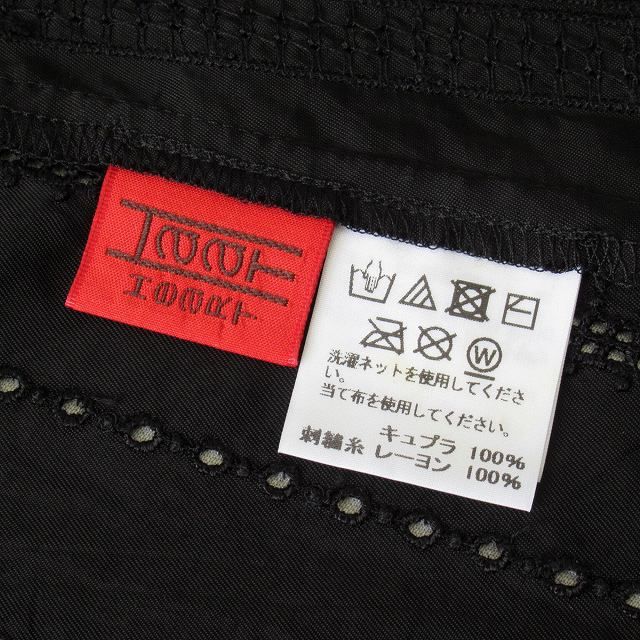 HIBERT
W
洗濯ネットを使用してくださ
い。
当て布を使用してください。
キュプラ 100%
刺繍糸 レーヨン 100%